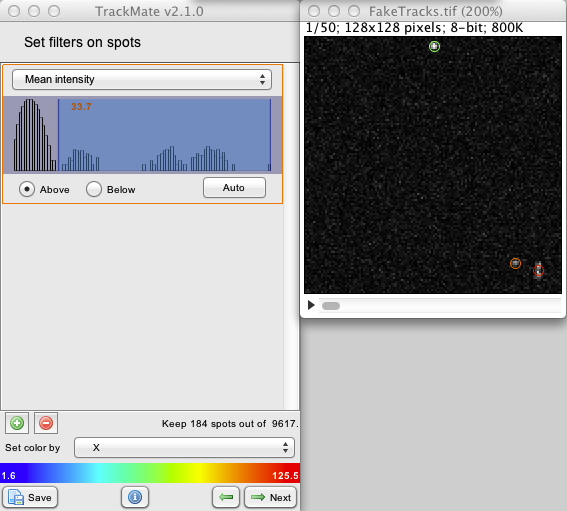 TrackMate v2.1.0
Set filters on spots
Mean intensity
33.7
Above
Below
Auto
Keep 184 spots out of 9617.
Set color by
X
1.6
125.5
Save
Next
FakeTracks.tif (200%)
1/50; 128x128 pixels; 8-bit; 800K